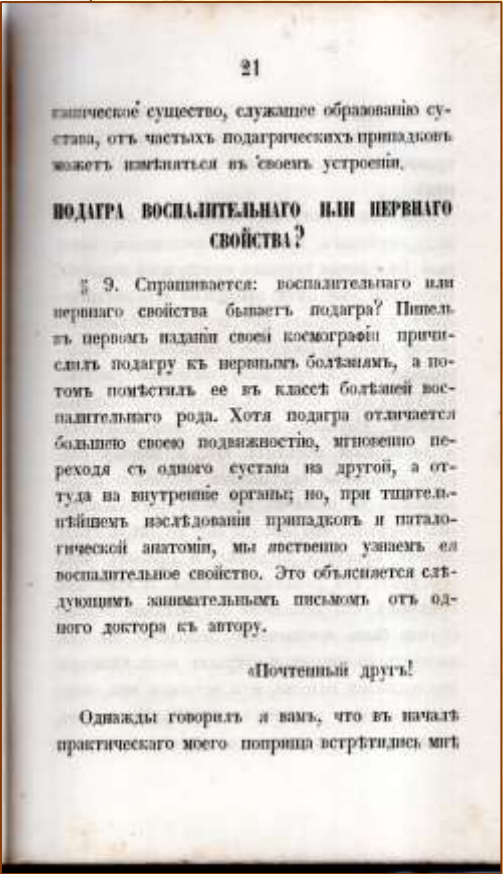 21
ганическое существо, служащее образованію су-
става, отъ частыхъ подагрическихъ припадковъ
можетъ измѣняться въ своемъ устроеніи.
ПОДАГРА ВОСПАЛИТЕЛЬНАГО ИЛИ НЕРВНАГО
СВОЙСТВА?
§ 9. Спрашивается: воспалительнаго или
нервнаго свойства бываетъ подагра? Пинель
въ первомъ изданіи своей космографіи причи-
слилъ подагру къ нервнымъ болѣзнямъ, а по-
томъ помѣстилъ ее въ классѣ болѣзней вос-
палительнаго рода. Хотя подагра отличается
большею своею подвижностію, мгновенно пе-
реходя съ одного сустава на другой, а от-
туда на внутренніе органы; но, при тщатель-
нѣйшемъ изслѣдованіи припадковъ и патало-
гической анатоміи, мы явственно узнаемъ ея
воспалительное свойство. Это объясняется слѣ-
дующимъ занимательнымъ письмомъ отъ од-
ного доктора къ автору.
«Почтенный другъ!
Однажды говорилъ я вамъ, что въ началѣ
практическаго моего поприща встрѣтились мнѣ